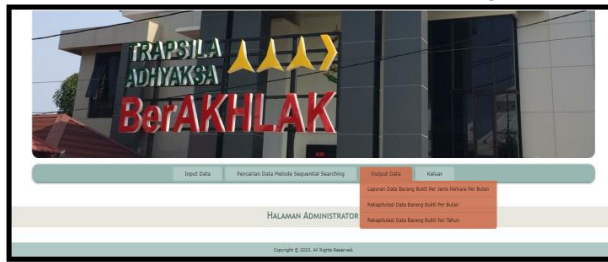 TRAPSILA
ADHYAKSA
BerAKHLAK
Input Data Pencarian Data Metode Sequential Searching Output Data Keluar
Laporan Data Barang Bukti Per Jenis Perkara Per Bulan
Rekapitulasi Data Barang Bukti Per Bulan
Rekapitulasi Data Barang Bukti Per Tahun
HALAMAN ADMINISTRATOR
Copyright © 2023. All Rights Reserved.